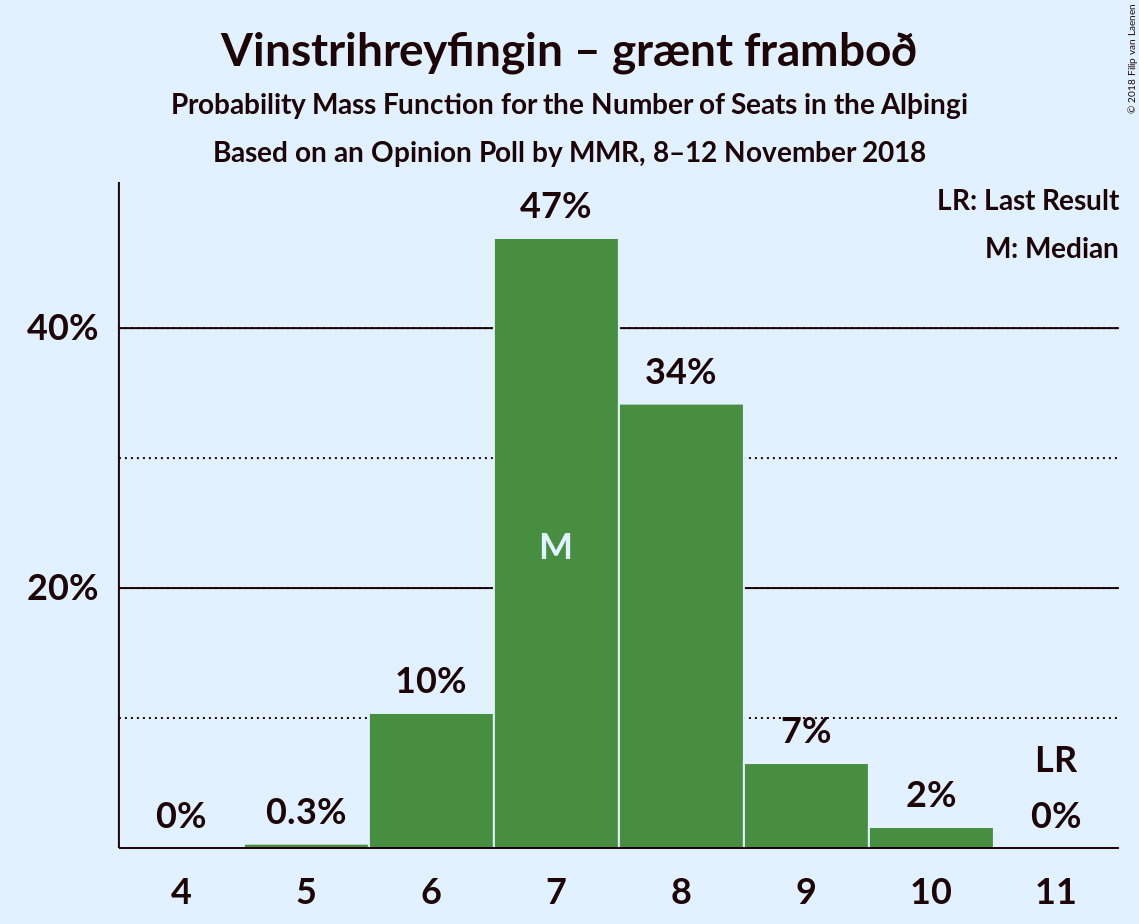 Vinstrihreyfingin – grænt framboð
Probability Mass Function for the Number of Seats in the Alþingi
Based on an Opinion Poll by MMR, 8–12 November 2018
© 2018 Filip van Laenen
LR: Last Result
M: Median
47%
40%
34%
M
20%
10%
7%
LR
0%
0.3%
2%
0%
4 5 6 7 8 9 10 11